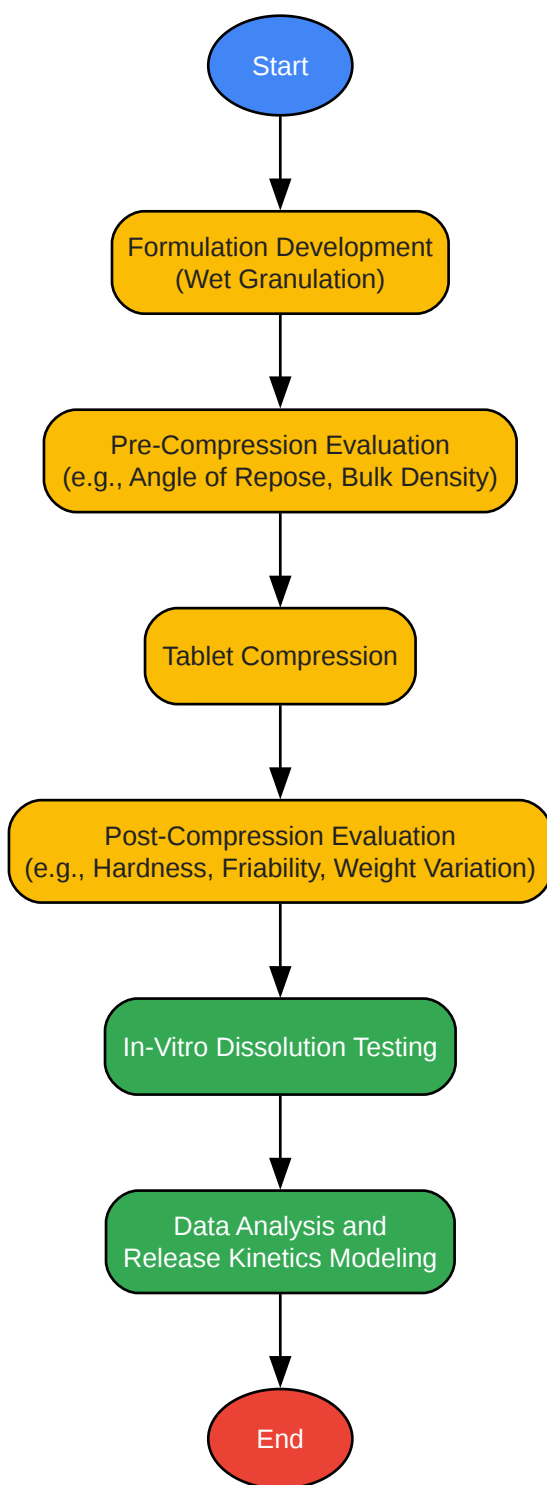 Start
Formulation Development
(Wet Granulation)
Pre-Compression Evaluation
(e.g., Angle of Repose, Bulk Density)
Tablet Compression
Post-Compression Evaluation
(e.g., Hardness, Friability, Weight Variation)
In-Vitro Dissolution Testing
Data Analysis and
Release Kinetics Modeling
End